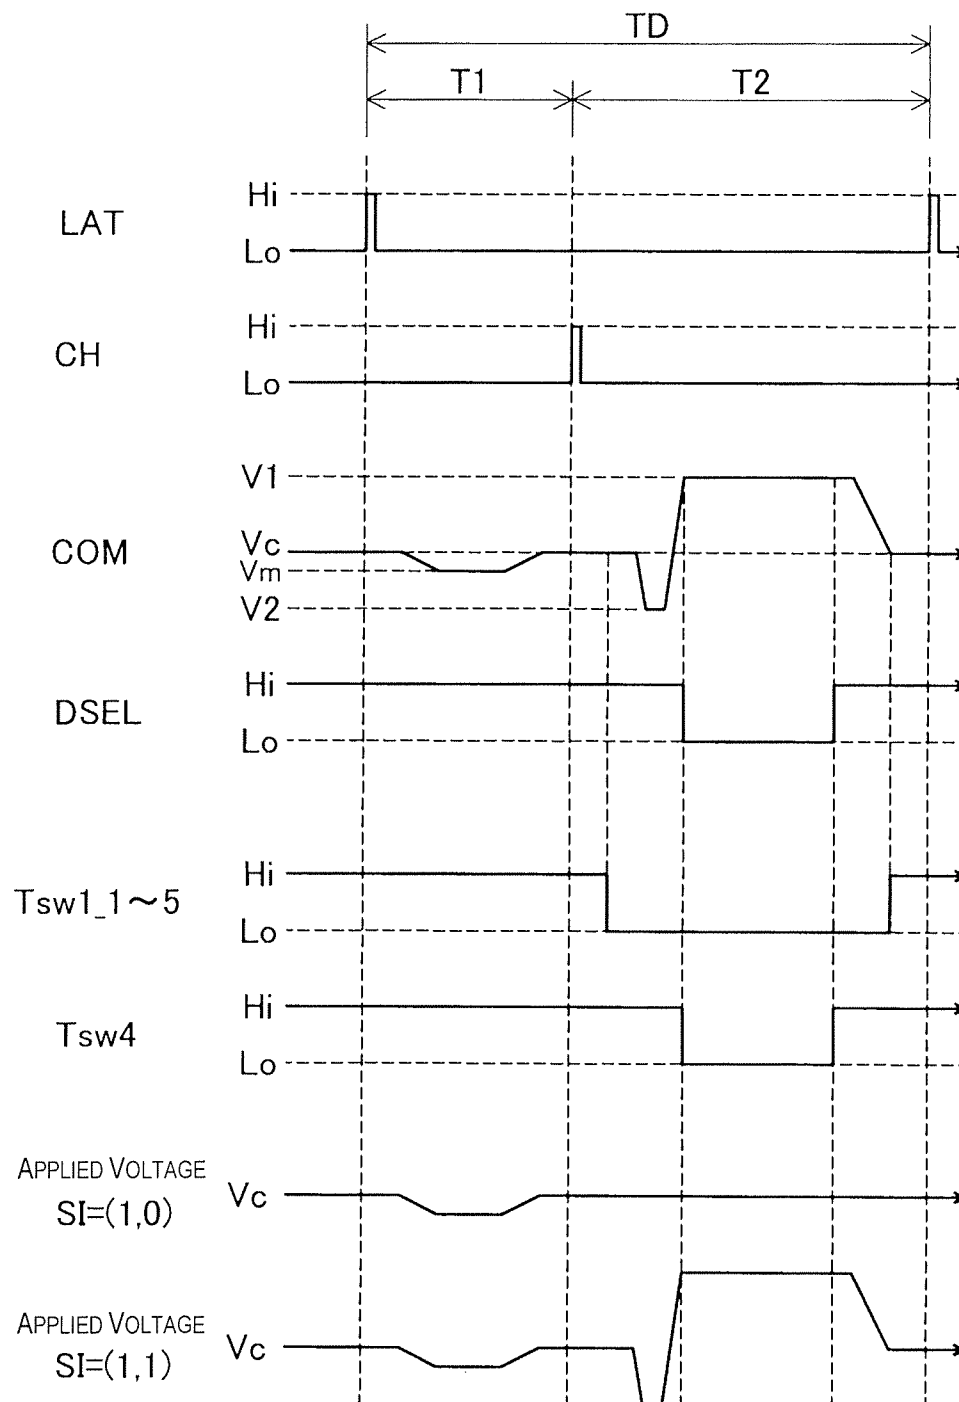 TD
T1 T2
Hi
LAT
Lo
Hi
CH
Lo
V1
Vc
COM
Vm
V2
Hi
DSEL
Lo
Hi
Tsw1_1～5
Lo
Hi
Tsw4
Lo
APPLIED VOLTAGE
SI=(1,0)
Vc
APPLIED VOLTAGE
SI=(1,1)
Vc